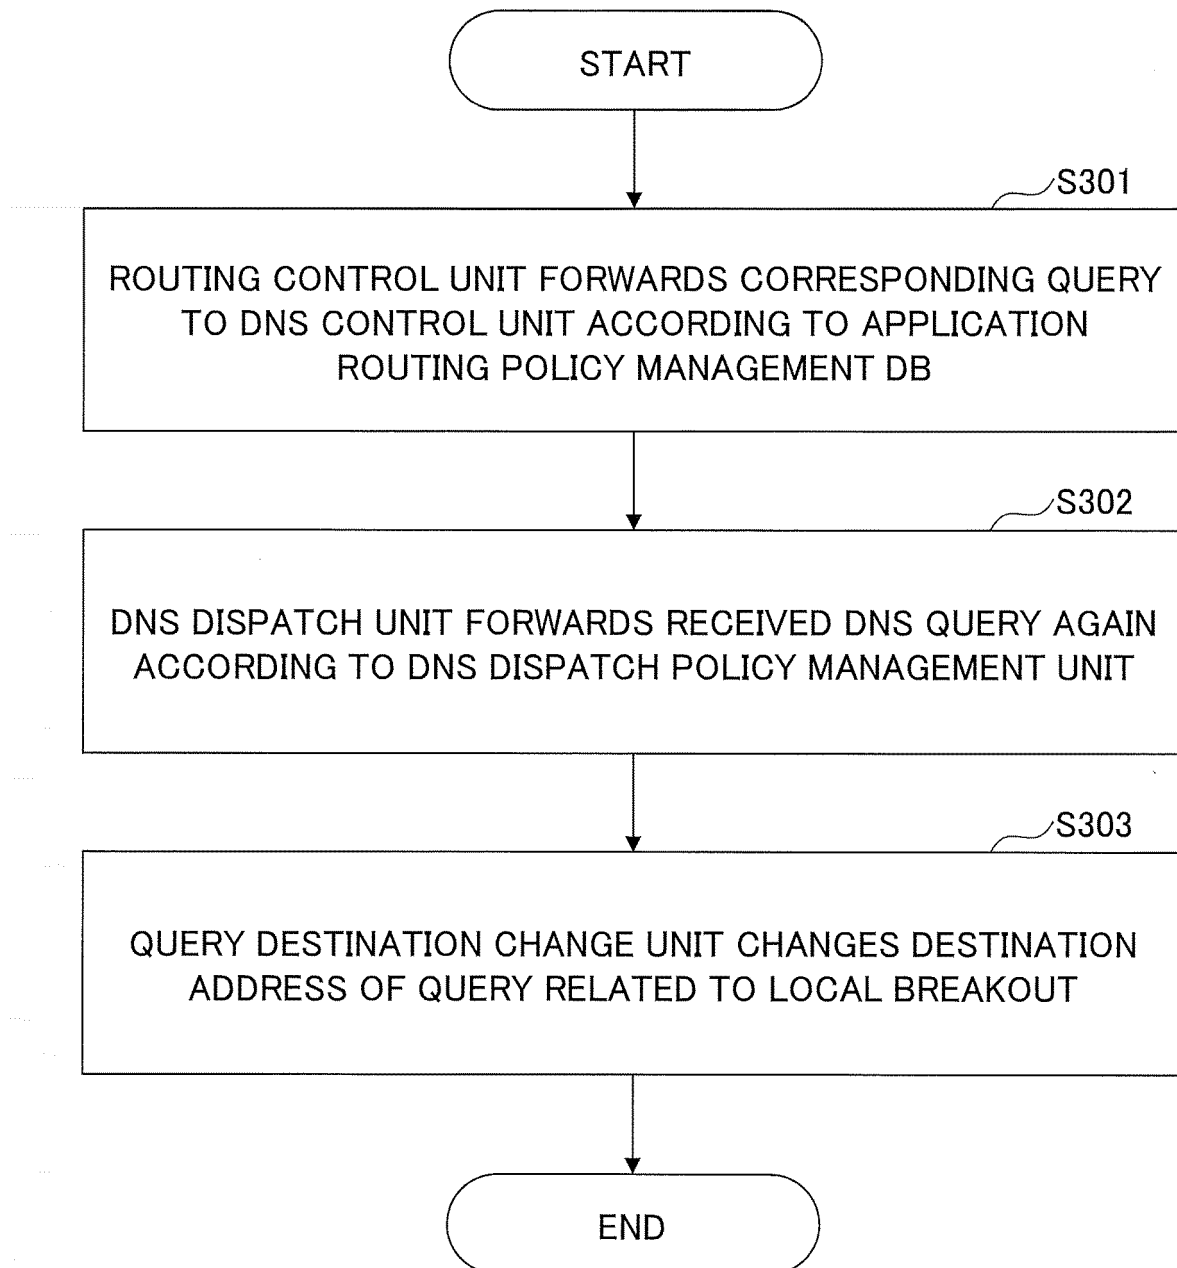 START
S301
ROUTING CONTROL UNIT FORWARDS CORRESPONDING QUERY
TO DNS CONTROL UNIT ACCORDING TO APPLICATION
ROUTING POLICY MANAGEMENT DB
S302
DNS DISPATCH UNIT FORWARDS RECEIVED DNS QUERY AGAIN
ACCORDING TO DNS DISPATCH POLICY MANAGEMENT UNIT
S303
QUERY DESTINATION CHANGE UNIT CHANGES DESTINATION
ADDRESS OF QUERY RELATED TO LOCAL BREAKOUT
END